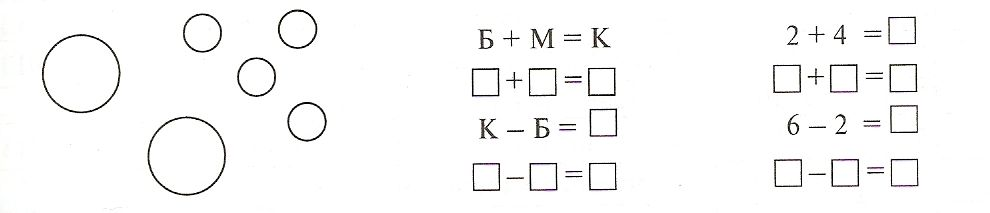 Б + М = К
□ + □ = □
К – Б = □
□ – □ = □
2 + 4 = □
□ + □ = □
6 – 2 = □
□ – □ = □